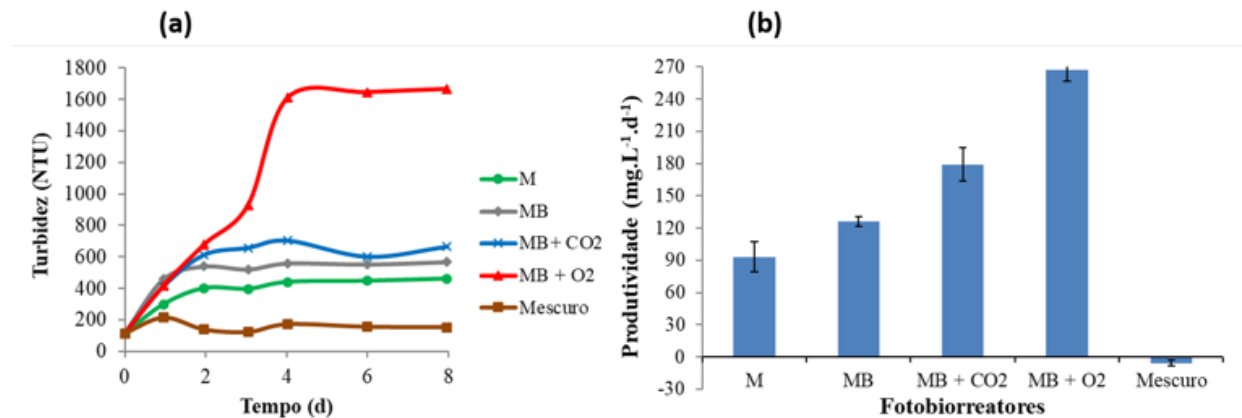 (a)
(b)
Turbidez (NTU)
1800
1600
1400
1200
1000
800
600
400
200
0
0 2 4 6 8
Tempo (d)
M
MB
MB+ CO2
MB + O2
Mescuro
Produtividade (mg.L⁻¹.d⁻¹)
270
240
210
180
150
120
90
60
30
0
-30
M MB MB + CO2 MB + O2 Mescuro
Fotobiorreatores